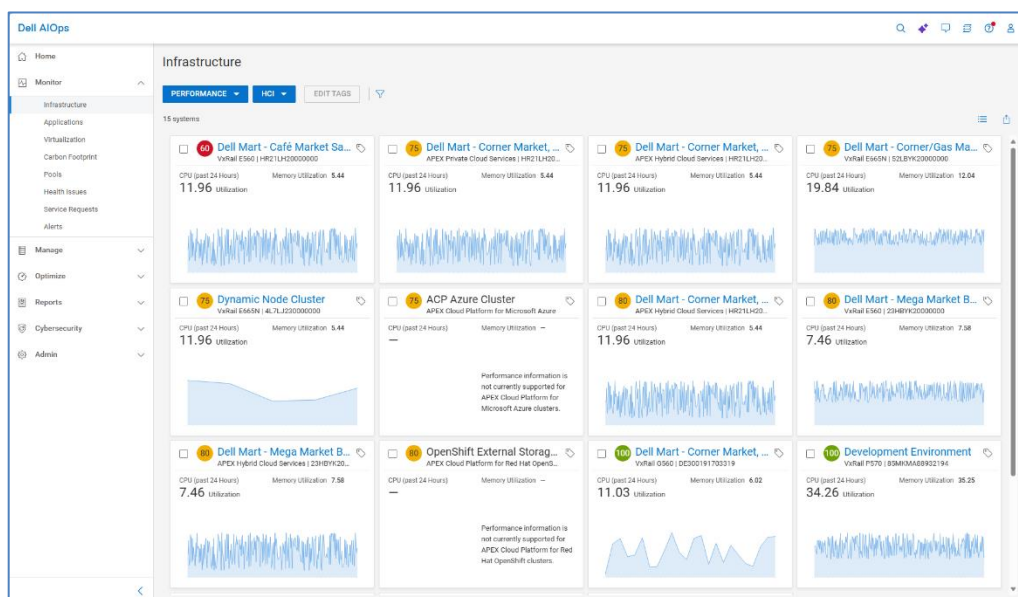 Dell AIOps
Home
Monitor
Infrastructure
Applications
Virtualization
Carbon Footprint
Pools
Health Issues
Service Requests
Alerts
Manage
Optimize
Reports
Cybersecurity
Admin
Infrastructure
PERFORMANCE HCI EDIT TAGS
15 systems
60 Dell Mart - Café Market Sa...
VxRail E560 | HR21LH20000000
CPU (past 24 Hours) Memory Utilization 5.44
11.96 Utilization
75 Dell Mart - Corner Market, ...
APEX Private Cloud Services | HR21LH20...
CPU (past 24 Hours) Memory Utilization 5.44
11.96 Utilization
75 Dell Mart - Corner Market, ...
APEX Hybrid Cloud Services | HR21LH20...
CPU (past 24 Hours) Memory Utilization 5.44
11.96 Utilization
75 Dell Mart - Corner/Gas Ma...
VxRail E665N | 52LBYK20000000
CPU (past 24 Hours) Memory Utilization 12.04
19.84 Utilization
75 Dynamic Node Cluster
VxRail E665N | 4L7LJ230000000
CPU (past 24 Hours) Memory Utilization 5.44
11.96 Utilization
75 ACP Azure Cluster
APEX Cloud Platform for Microsoft Azure
CPU (past 24 Hours) Memory Utilization —
—
Performance information is
not currently supported for
APEX Cloud Platform for
Microsoft Azure clusters.
80 Dell Mart - Corner Market, ...
APEX Hybrid Cloud Services | HR21LH20...
CPU (past 24 Hours) Memory Utilization 5.44
11.96 Utilization
80 Dell Mart - Mega Market B...
VxRail E560 | 23HBYK20000000
CPU (past 24 Hours) Memory Utilization 7.58
7.46 Utilization
80 Dell Mart - Mega Market B...
APEX Hybrid Cloud Services | 23HBYK20...
CPU (past 24 Hours) Memory Utilization 7.58
7.46 Utilization
80 OpenShift External Storag...
APEX Cloud Platform for Red Hat OpenS...
CPU (past 24 Hours) Memory Utilization —
—
Performance information is
not currently supported for
APEX Cloud Platform for Red
Hat OpenShift clusters.
100 Dell Mart - Corner Market, ...
VxRail G560 | DE300191703319
CPU (past 24 Hours) Memory Utilization 6.02
11.03 Utilization
100 Development Environment
VxRail P570 | 85MKMA88932194
CPU (past 24 Hours) Memory Utilization 35.25
34.26 Utilization